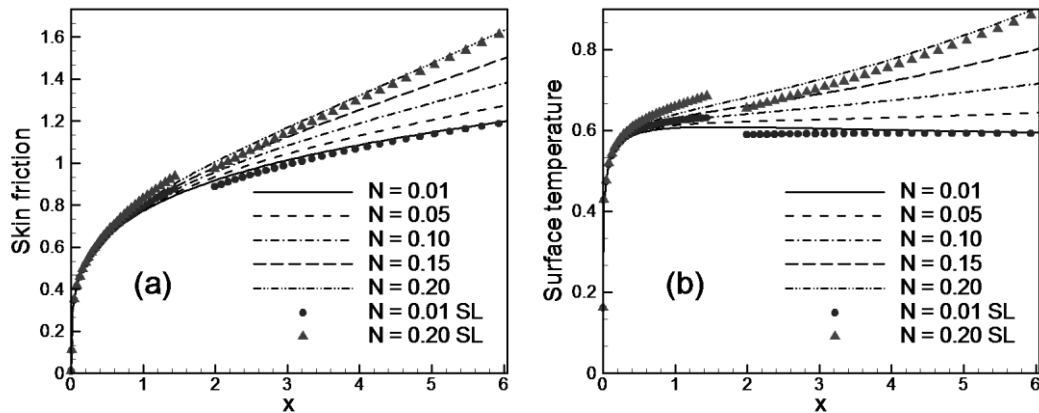 Skin friction
1.6
1.4
1.2
1
0.8
0.6
0.4
0.2
0
0
1
2
3
4
5
6
x
(a)
N = 0.01
N = 0.05
N = 0.10
N = 0.15
N = 0.20
N = 0.01 SL
N = 0.20 SL
Surface temperature
0.8
0.6
0.4
0.2
0
0
1
2
3
4
5
6
x
(b)
N = 0.01
N = 0.05
N = 0.10
N = 0.15
N = 0.20
N = 0.01 SL
N = 0.20 SL